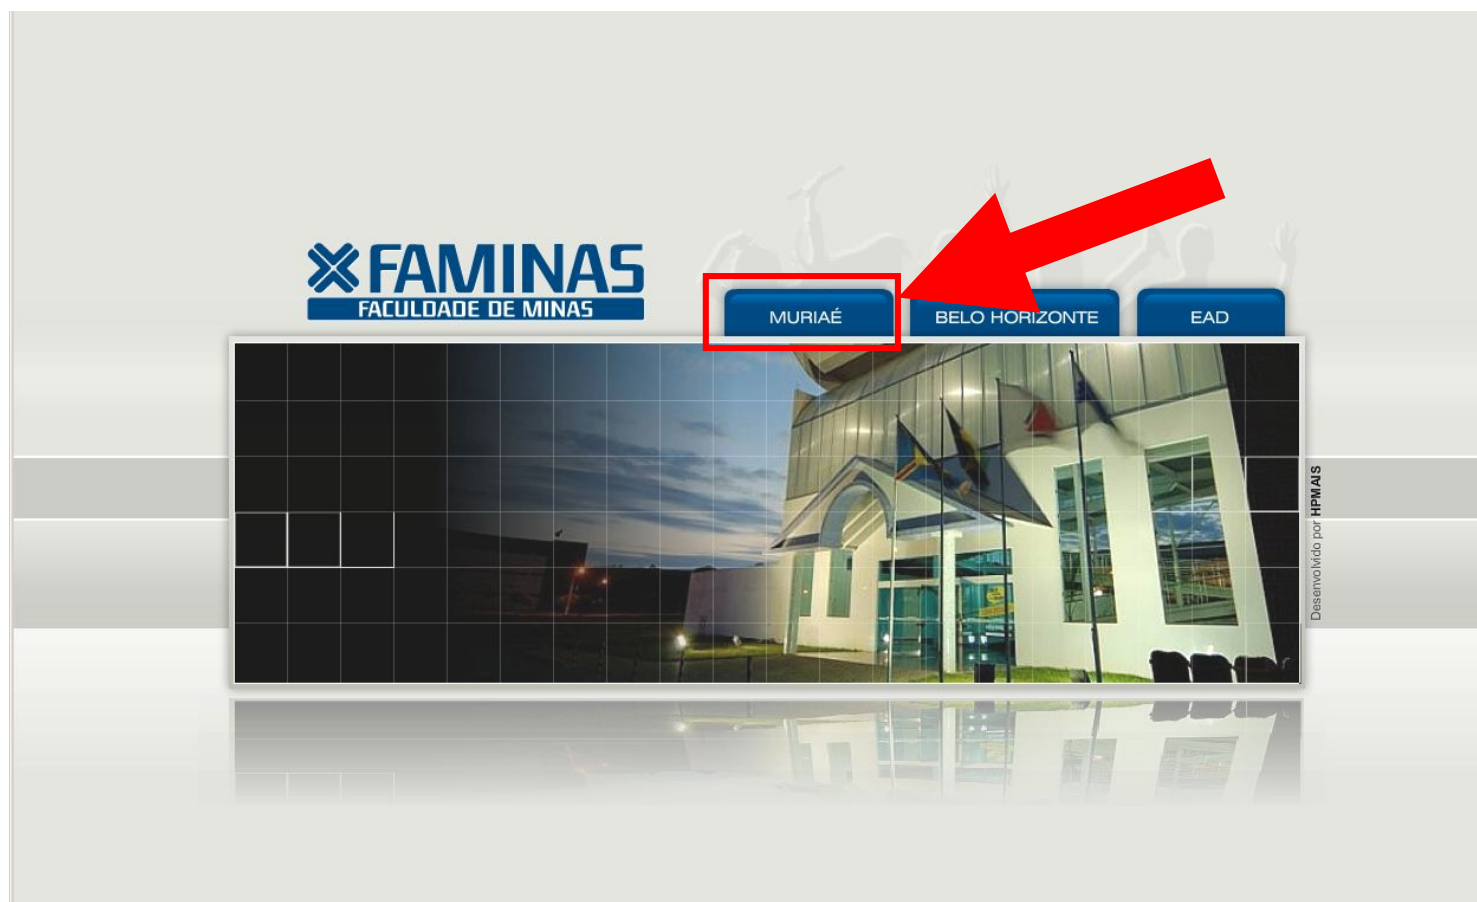 FAMINAS
FACULDADE DE MINAS
MURIAÉ
BELO HORIZONTE
EAD
Desenvolvido por HPMAIS